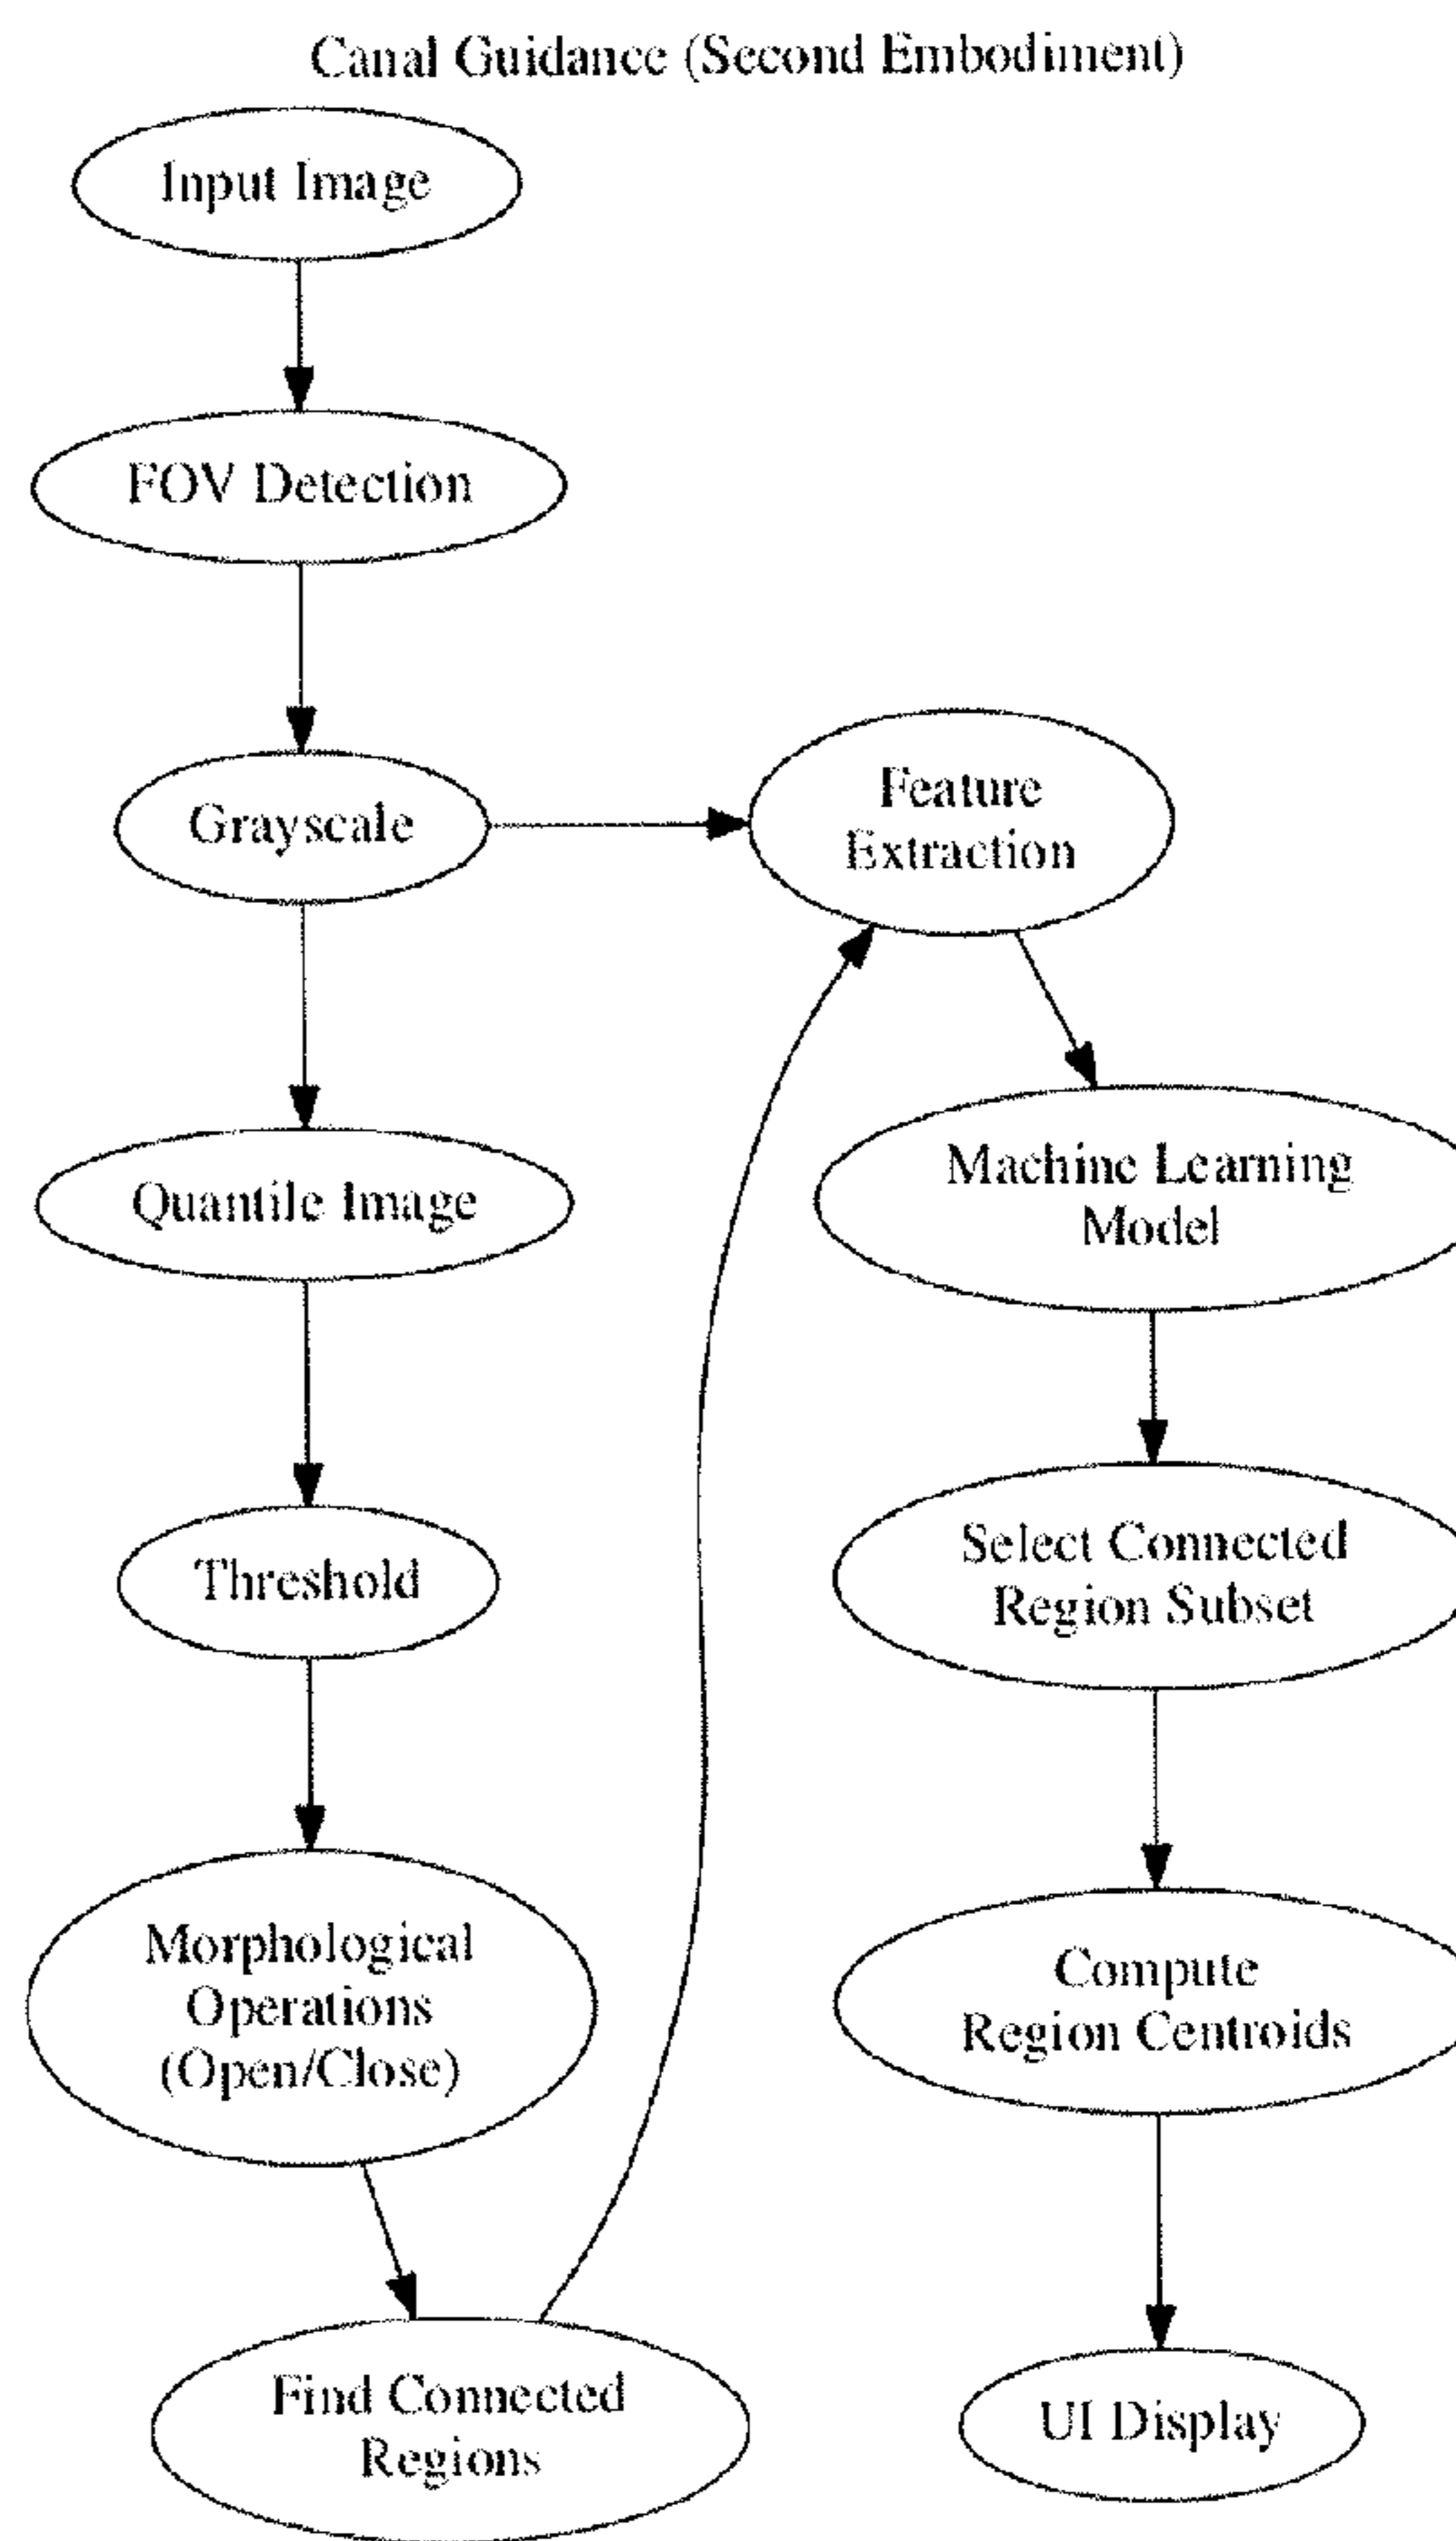 Canal Guidance (Second Embodiment)
Input Image
FOV Detection
Grayscale
Feature
Extraction
Quantile Image
Machine Learning
Model
Threshold
Select Connected
Region Subset
Morphological
Operations
(Open/Close)
Compute
Region Centroids
Find Connected
Regions
UI Display